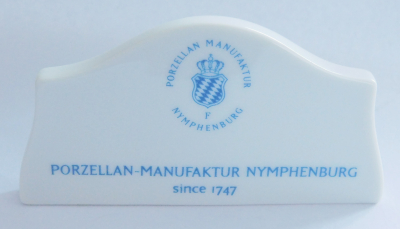 PORZELLAN MANUFAKTUR
F
NYMPHENBURG
PORZELLAN-MANUFAKTUR NYMPHENBURG
since 1747